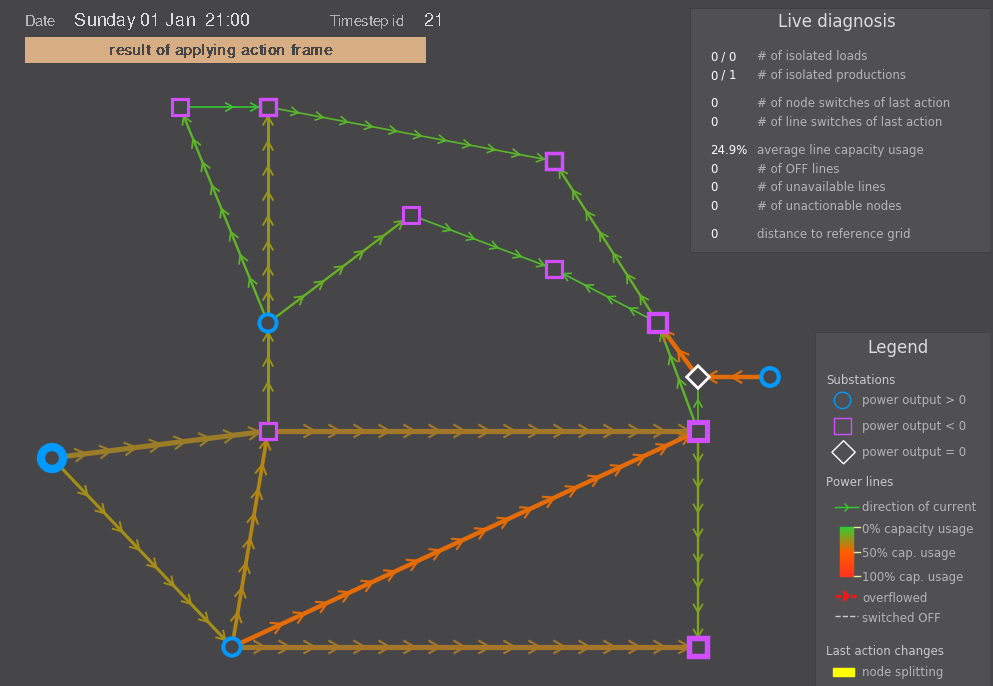 Date Sunday 01 Jan 21:00 Timestep id 21
result of applying action frame
Live diagnosis
0 / 0 # of isolated loads
0 / 1 # of isolated productions
0 # of node switches of last action
0 # of line switches of last action
24.9% average line capacity usage
0 # of OFF lines
0 # of unavailable lines
0 # of unactionable nodes
0 distance to reference grid
Legend
Substations
power output > 0
power output < 0
power output = 0
Power lines
direction of current
0% capacity usage
50% cap. usage
100% cap. usage
overflowed
switched OFF
Last action changes
node splitting